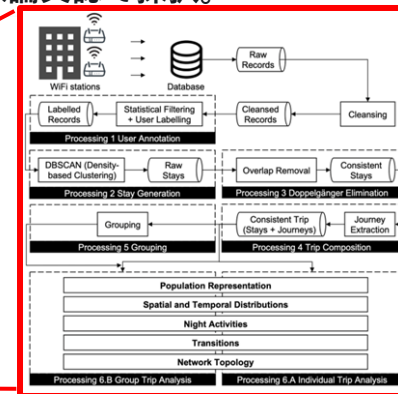 WiFi stations
Database
Raw
Records
Labelled
Records
Statistical Filtering
+ User Labelling
Cleansed
Records
Cleansing
Processing 1 User Annotation
DBSCAN (Density-
based Clustering)
Raw
Stays
Overlap Removal
Consistent
Stays
Processing 2 Stay Generation
Processing 3 Doppelgänger Elimination
Grouping
Consistent Trip
(Stays + Journeys)
Journey
Extraction
Processing 5 Grouping
Processing 4 Trip Composition
Population Representation
Spatial and Temporal Distributions
Night Activities
Transitions
Network Topology
Processing 6.B Group Trip Analysis
Processing 6.A Individual Trip Analysis